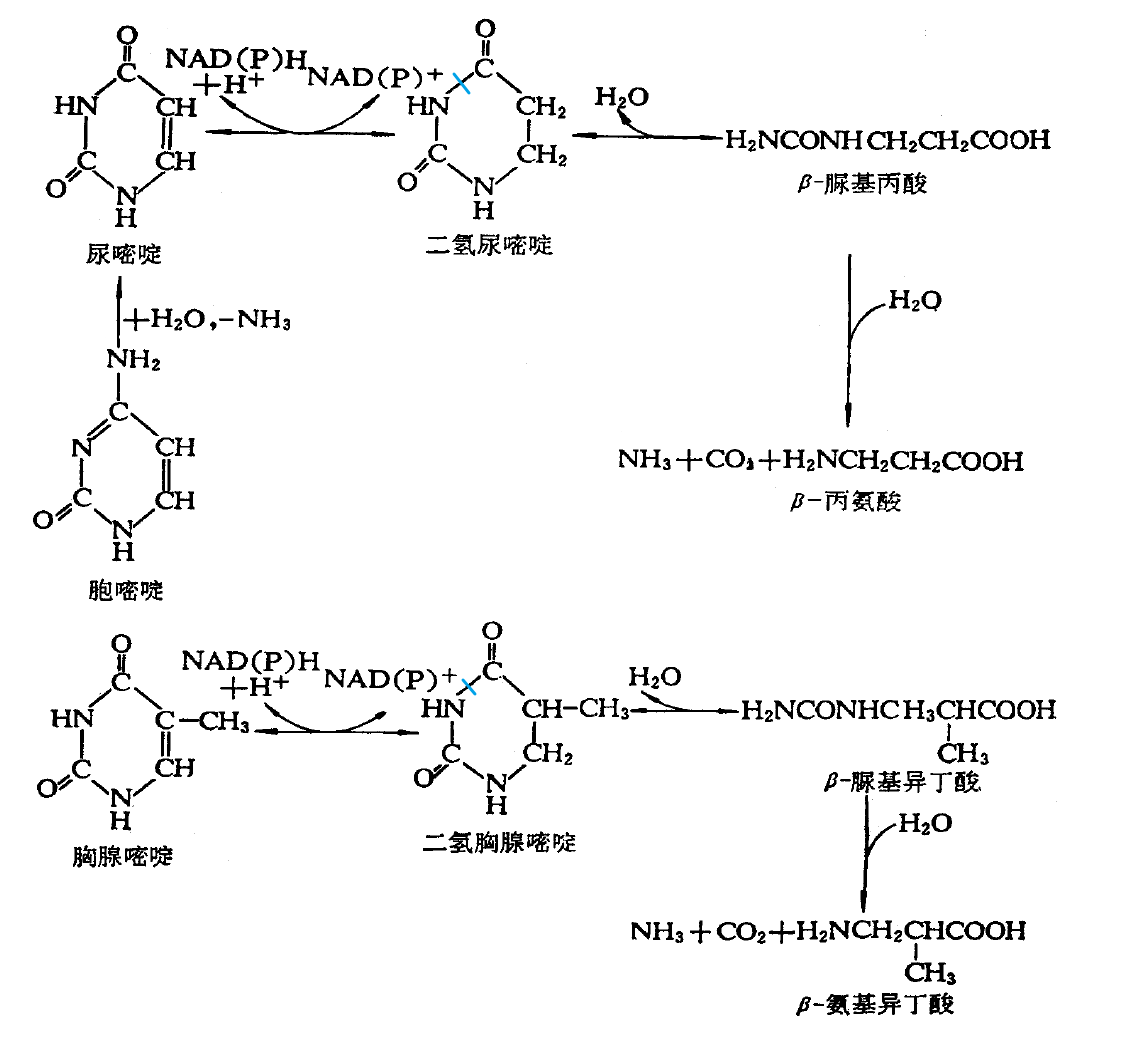 O
C
HN
CH
C
CH
O
N
H
尿嘧啶
NAD(P)H
+H+
NAD(P)+
O
C
HN
CH2
C
CH2
O
N
H
二氢尿嘧啶
H2O
H2NCONHCH2CH2COOH
β-脲基丙酸
H2O
+H2O,-NH3
NH2
C
N
CH
C
CH
O
N
H
胞嘧啶
NH3+CO2+H2NCH2CH2COOH
β-丙氨酸
O
C
HN
CH3
C
CH
O
N
H
胸腺嘧啶
NAD(P)H
+H+
NAD(P)+
O
C
HN
CH-CH3
C
CH2
O
N
H
二氢胸腺嘧啶
H2O
H2NCONHCH3CHCOOH
CH3
β-脲基异丁酸
H2O
NH3+CO2+H2NCH2CHCOOH
CH3
β-氨基异丁酸